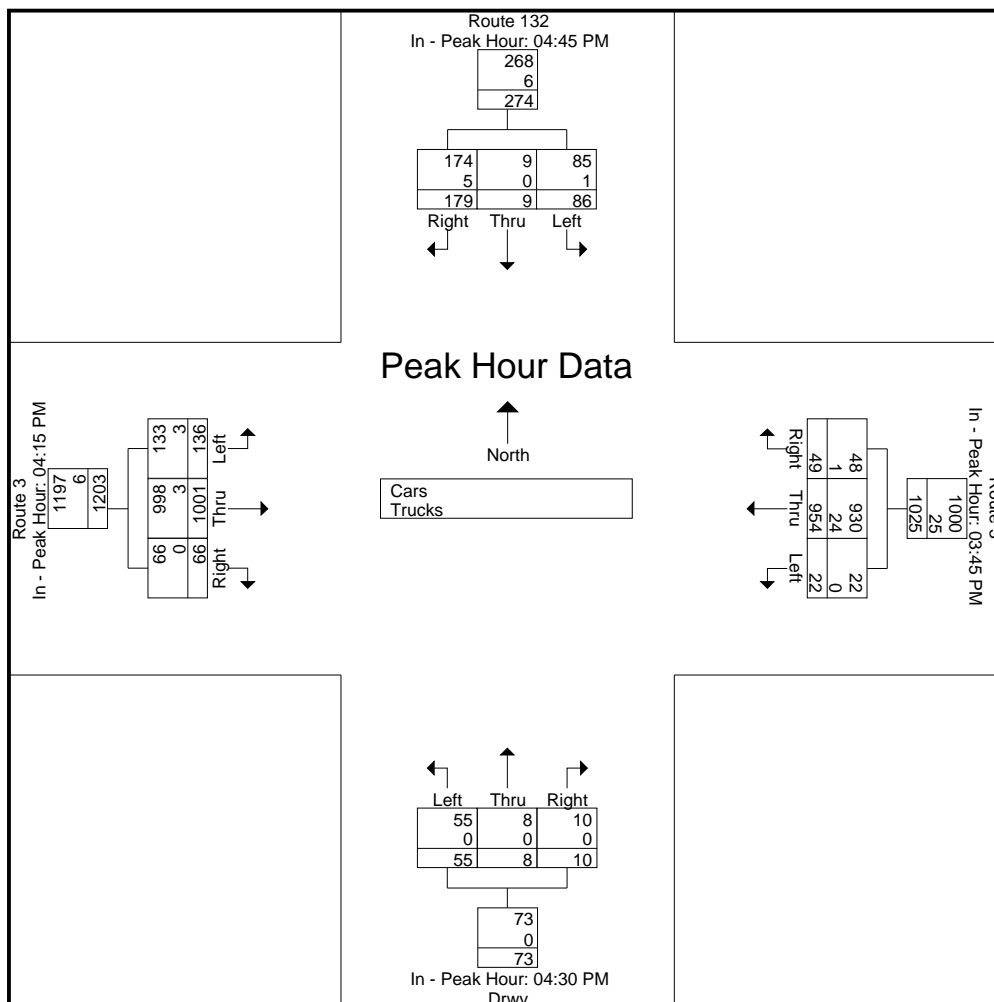 Route 132
In - Peak Hour: 04:45 PM
268
6
274
174 9 85
5 0 1
179 9 86
Right Thru Left
Peak Hour Data
North
Cars
Trucks
Route 3
In - Peak Hour: 04:15 PM
1197
6
1203
133 3 136
998 3 1001
66 0 66
Left
Thru
Right
In - Peak Hour: 03:45 PM
1000
25
1025
48 930 22
1 24 0
49 954 22
Right Thru Left
Left Thru Right
55 8 10
0 0 0
55 8 10
73
0
73
In - Peak Hour: 04:30 PM
Drwy